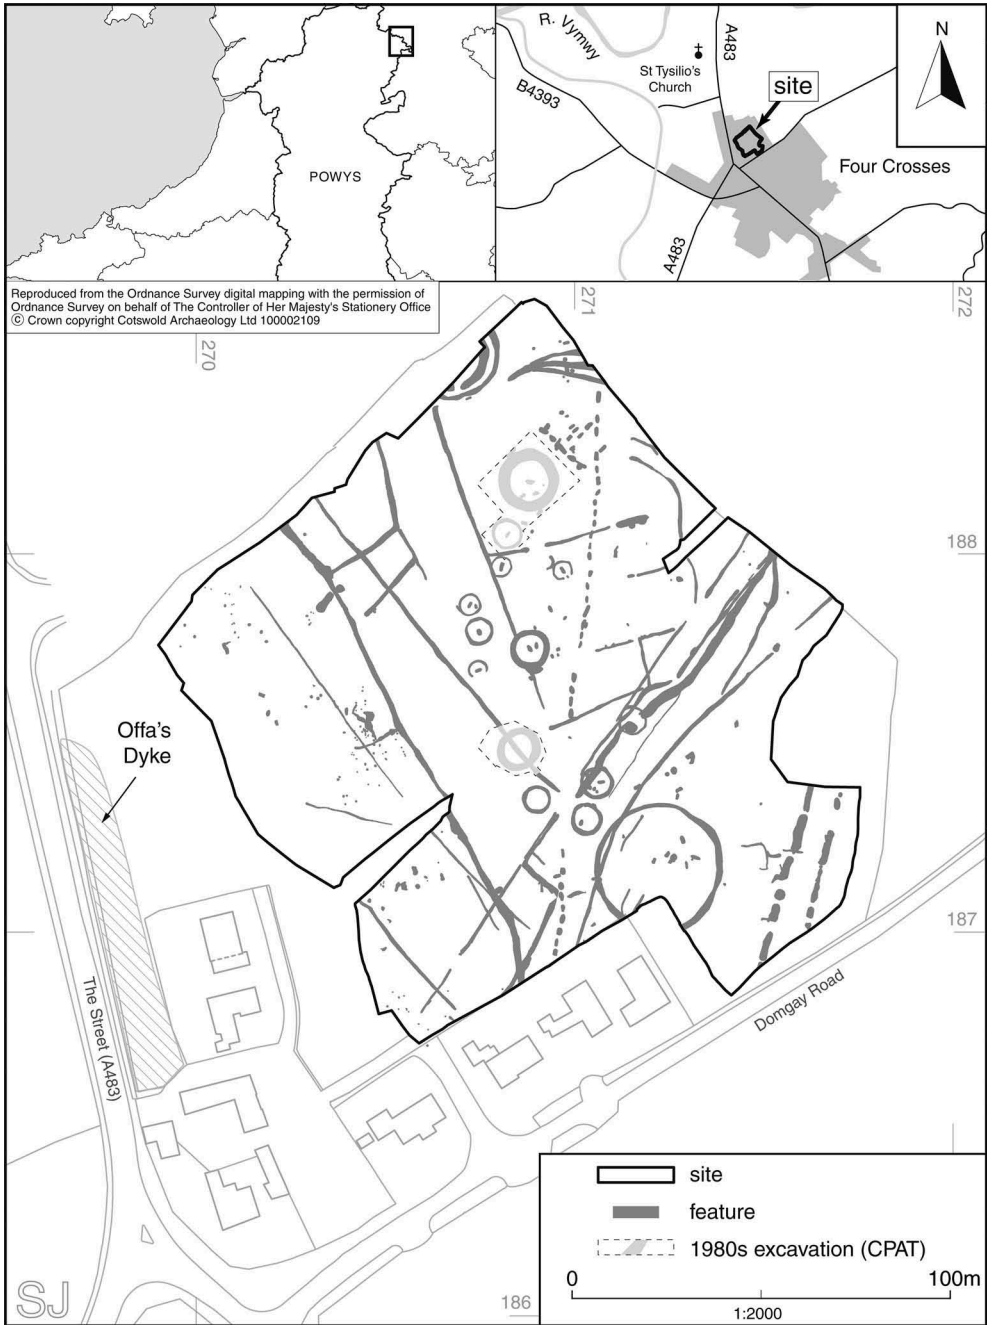 POWYS
R. Vyrnwy
A483
St Tysilio's
Church
B4393
site
N
Four Crosses
A483
Reproduced from the Ordnance Survey digital mapping with the permission of
Ordnance Survey on behalf of The Controller of Her Majesty's Stationery Office
© Crown copyright Cotswold Archaeology Ltd 100002109
270
271
272
188
Offa's
Dyke
187
The Street (A483)
Domgay Road
site
feature
1980s excavation (CPAT)
0
100m
1:2000
SJ
186